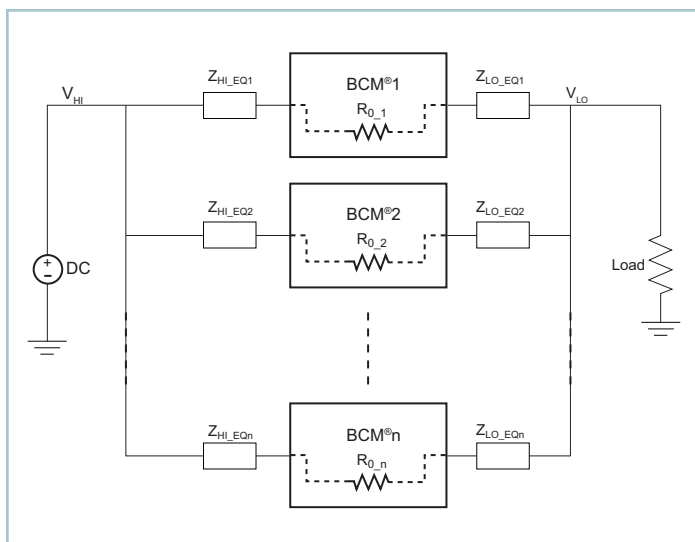 V_HI
Z_HI_EQ1
BCM®1
R_0_1
Z_LO_EQ1
V_LO
Z_HI_EQ2
BCM®2
R_0_2
Z_LO_EQ2
+
DC
Load
Z_HI_EQn
BCM®n
R_0_n
Z_LO_EQn